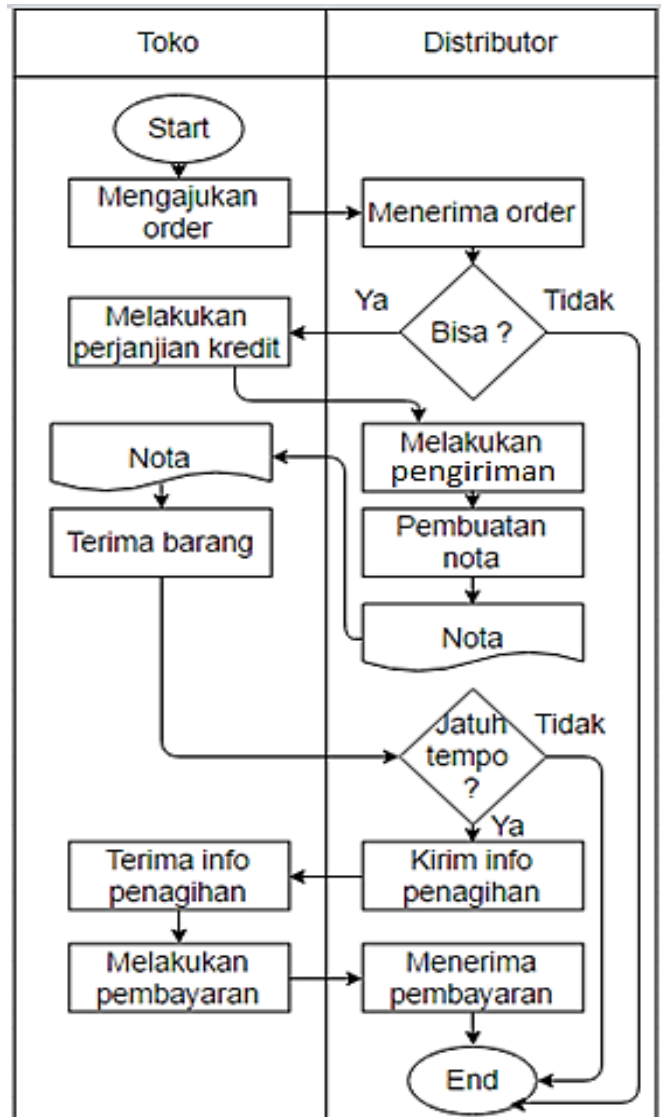 Toko
Distributor
Start
Mengajukan
order
Menerima order
Ya
Tidak
Bisa ?
Melakukan
perjanjian kredit
Melakukan
pengiriman
Nota
Pembuatan
nota
Terima barang
Nota
Jatuh
tempo
?
Tidak
Ya
Kirim info
penagihan
Terima info
penagihan
Melakukan
pembayaran
Menerima
pembayaran
End